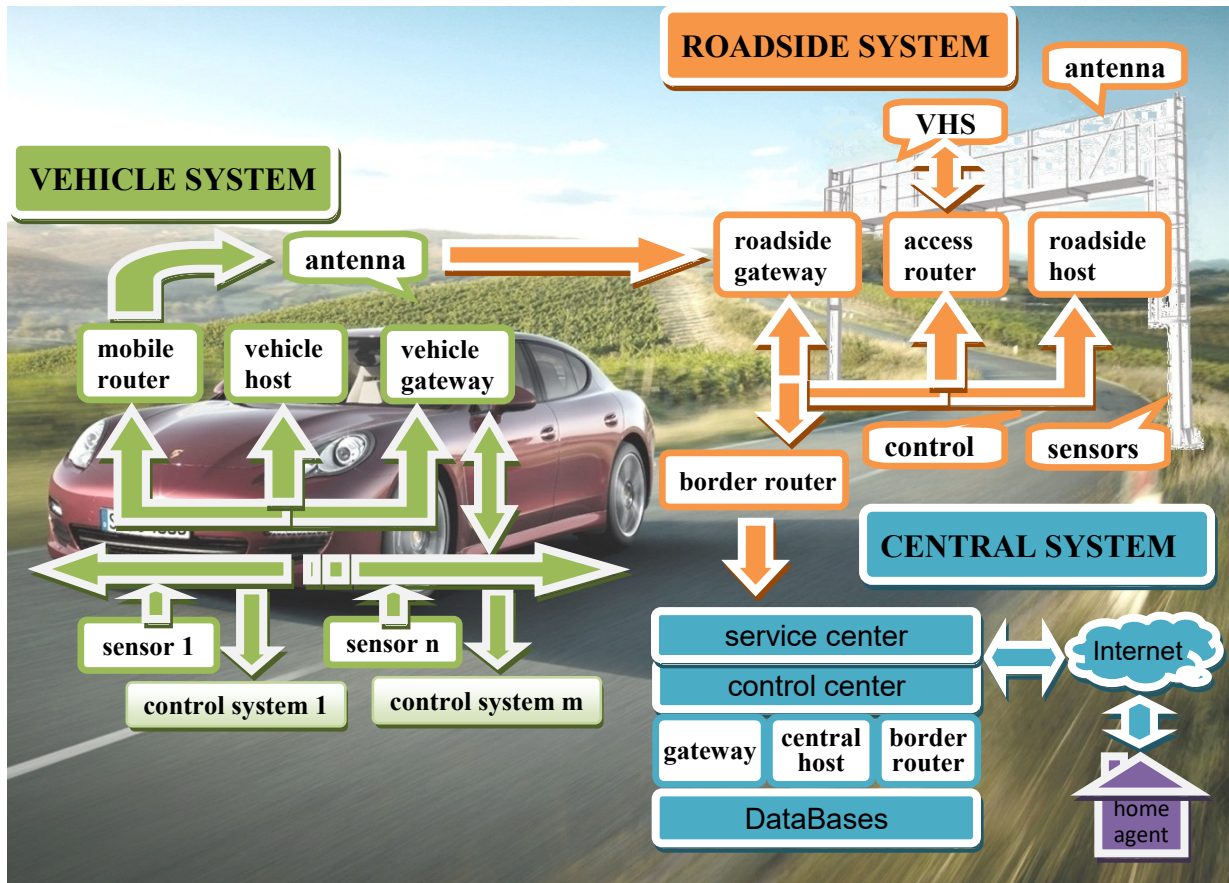 ROADSIDE SYSTEM
antenna
VHS
VEHICLE SYSTEM
antenna
roadside
gateway
access
router
roadside
host
mobile
router
vehicle
host
vehicle
gateway
control
sensors
border router
CENTRAL SYSTEM
sensor 1
sensor n
control system 1
control system m
service center
Internet
control center
gateway
central
host
border
router
DataBases
home
agent